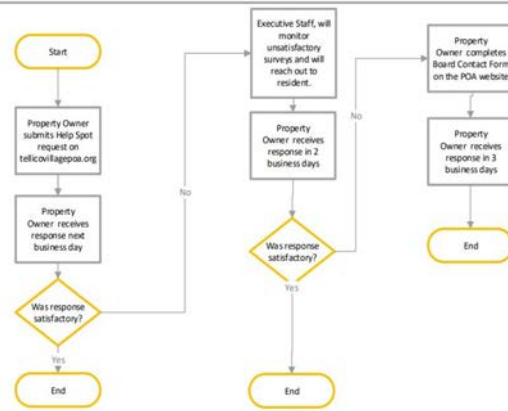 Start
Property Owner
submits Help Spot
request on
tellicovillagepoa.org
Property
Owner receives
response next
business day
Was response
satisfactory?
Yes
End
No
Executive Staff, will
monitor
unsatisfactory
surveys and will
reach out to
resident.
Property
Owner receives
response in 2
business days
Was response
satisfactory?
Yes
End
No
Property
Owner completes
Board Contact Form
on the POA website
Property
Owner receives
response in 3
business days
End